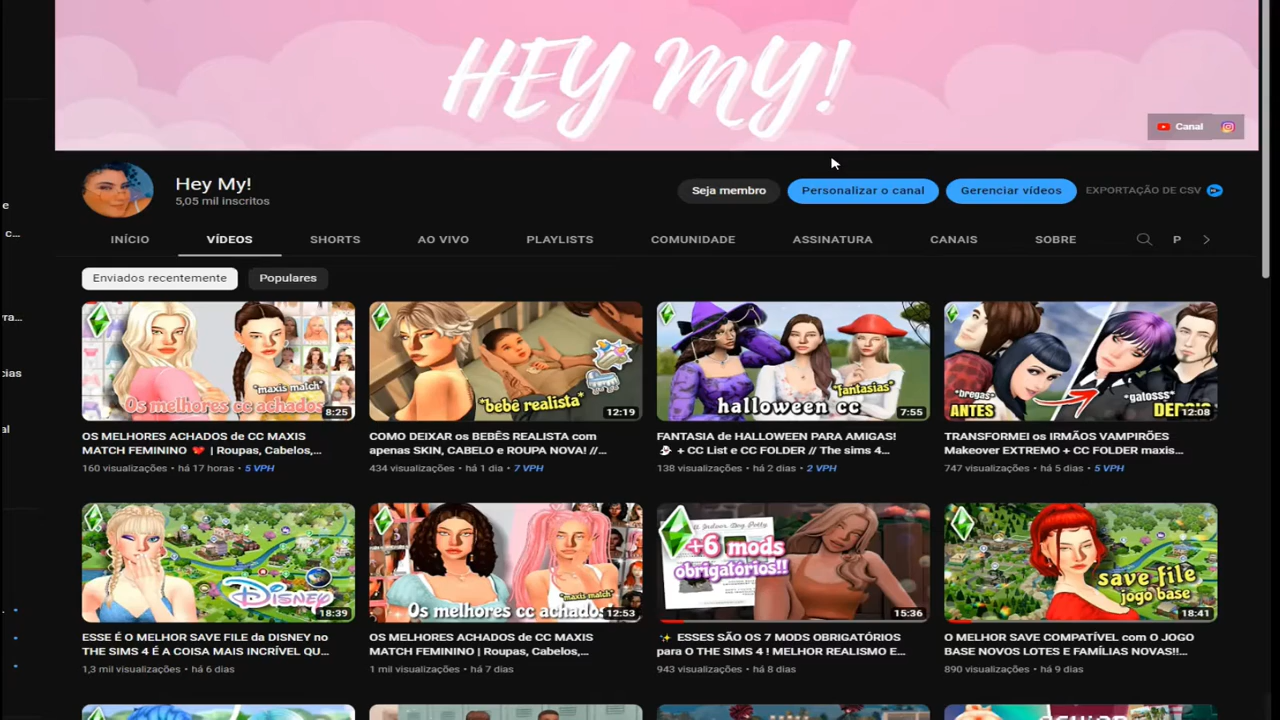 HEY MY!
Canal
Hey My!
5,05 mil inscritos
Seja membro
Personalizar o canal
Gerenciar vídeos
EXPORTAÇÃO DE CSV
INÍCIO
VÍDEOS
SHORTS
AO VIVO
PLAYLISTS
COMUNIDADE
ASSINATURA
CANAIS
SOBRE
P
Enviados recentemente
Populares
*maxis match*
Os melhores cc achados
8:25
*bebê realista*
12:19
*fantasias*
halloween cc
7:55
*bregas*
ANTES
*galosss*
DEPOIS
12:08
OS MELHORES ACHADOS de CC MAXIS
MATCH FEMININO ❤️ | Roupas, Cabelos,...
160 visualizações • há 17 horas • 5 VPH
COMO DEIXAR os BEBÊS REALISTA com
apenas SKIN, CABELO e ROUPA NOVA! //...
434 visualizações • há 1 dia • 7 VPH
FANTASIA de HALLOWEEN PARA AMIGAS!
👻 + CC List e CC FOLDER // The sims 4...
138 visualizações • há 2 dias • 2 VPH
TRANSFORMEI os IRMÃOS VAMPIRÕES
Makeover EXTREMO + CC FOLDER maxis...
747 visualizações • há 5 dias • 5 VPH
Disney
18:39
*maxis match*
Os melhores cc achados
12:53
+6 mods
obrigatórios!!
15:36
save file
jogo base
18:41
ESSE É O MELHOR SAVE FILE da DISNEY no
THE SIMS 4 É A COISA MAIS INCRÍVEL QU...
1,3 mil visualizações • há 6 dias
OS MELHORES ACHADOS de CC MAXIS
MATCH FEMININO | Roupas, Cabelos,...
1 mil visualizações • há 7 dias
✨ ESSES SÃO OS 7 MODS OBRIGATÓRIOS
para O THE SIMS 4 ! MELHOR REALISMO E...
943 visualizações • há 8 dias
O MELHOR SAVE COMPATÍVEL com O JOGO
BASE NOVOS LOTES E FAMÍLIAS NOVAS!!...
890 visualizações • há 9 dias